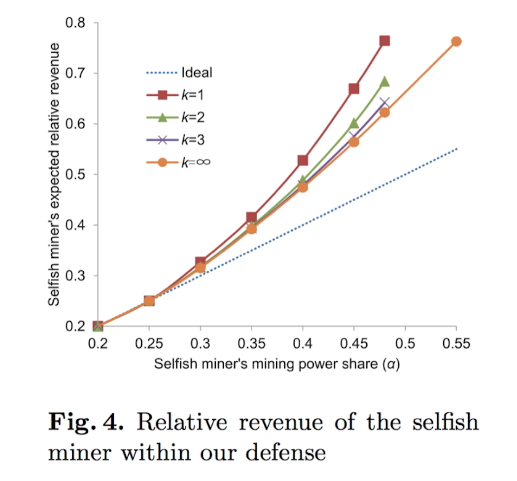 0.8
0.7
0.6
0.5
0.4
0.3
0.2
Selfish miner's expected relative revenue
Ideal
k=1
k=2
k=3
k=∞
0.2 0.25 0.3 0.35 0.4 0.45 0.5 0.55
Selfish miner's mining power share (α)
Fig. 4. Relative revenue of the selfish
miner within our defense